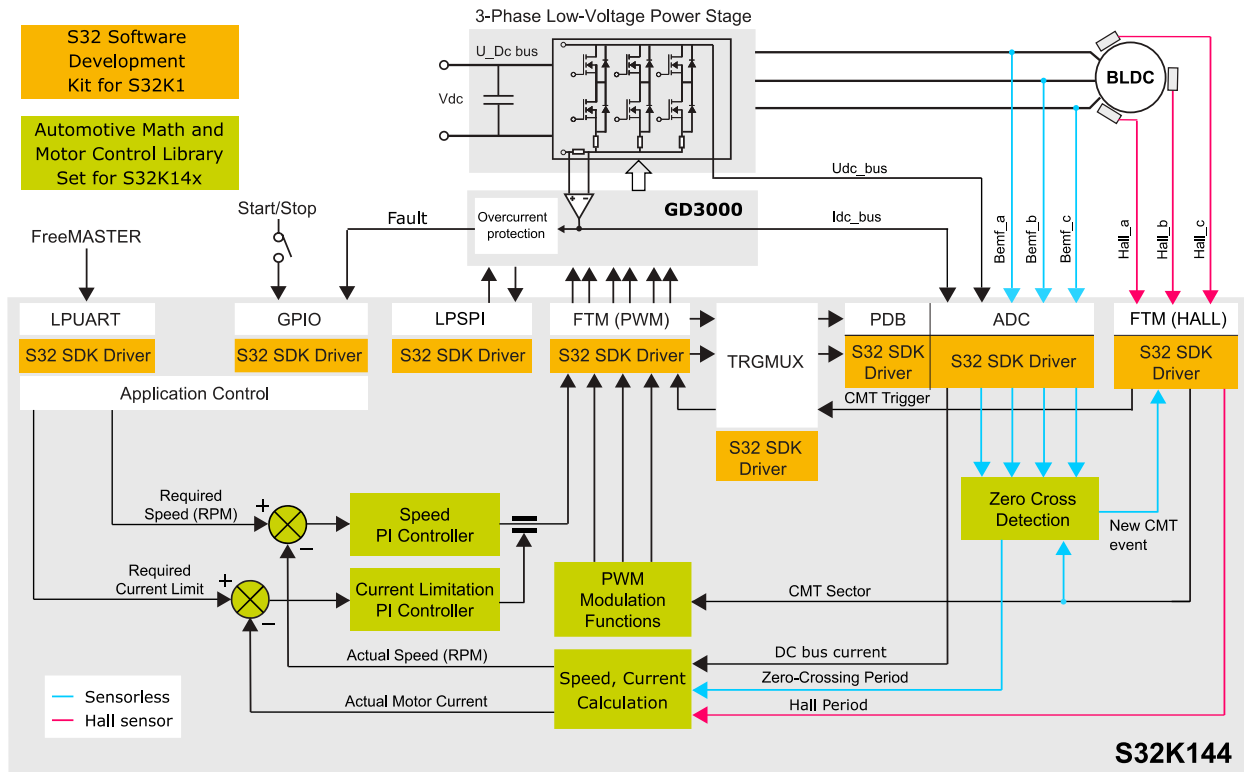 3-Phase Low-Voltage Power Stage
S32 Software
Development
Kit for S32K1
Automotive Math and
Motor Control Library
Set for S32K14x
U_Dc bus
Vdc
BLDC
Udc_bus
Idc_bus
Bemf_a
Bemf_b
Bemf_c
Hall_a
Hall_b
Hall_c
GD3000
Overcurrent
protection
+ -
Fault
Start/Stop
FreeMASTER
LPUART
S32 SDK Driver
GPIO
S32 SDK Driver
LPSPI
S32 SDK Driver
FTM (PWM)
S32 SDK Driver
TRGMUX
S32 SDK
Driver
PDB
S32 SDK
Driver
ADC
S32 SDK Driver
FTM (HALL)
S32 SDK
Driver
Application Control
CMT Trigger
Required
Speed (RPM)
+
−
Speed
PI Controller
Required
Current Limit
+
−
Current Limitation
PI Controller
PWM
Modulation
Functions
Zero Cross
Detection
New CMT
event
CMT Sector
Actual Speed (RPM)
Actual Motor Current
Speed, Current
Calculation
DC bus current
Zero-Crossing Period
Hall Period
Sensorless
Hall sensor
S32K144